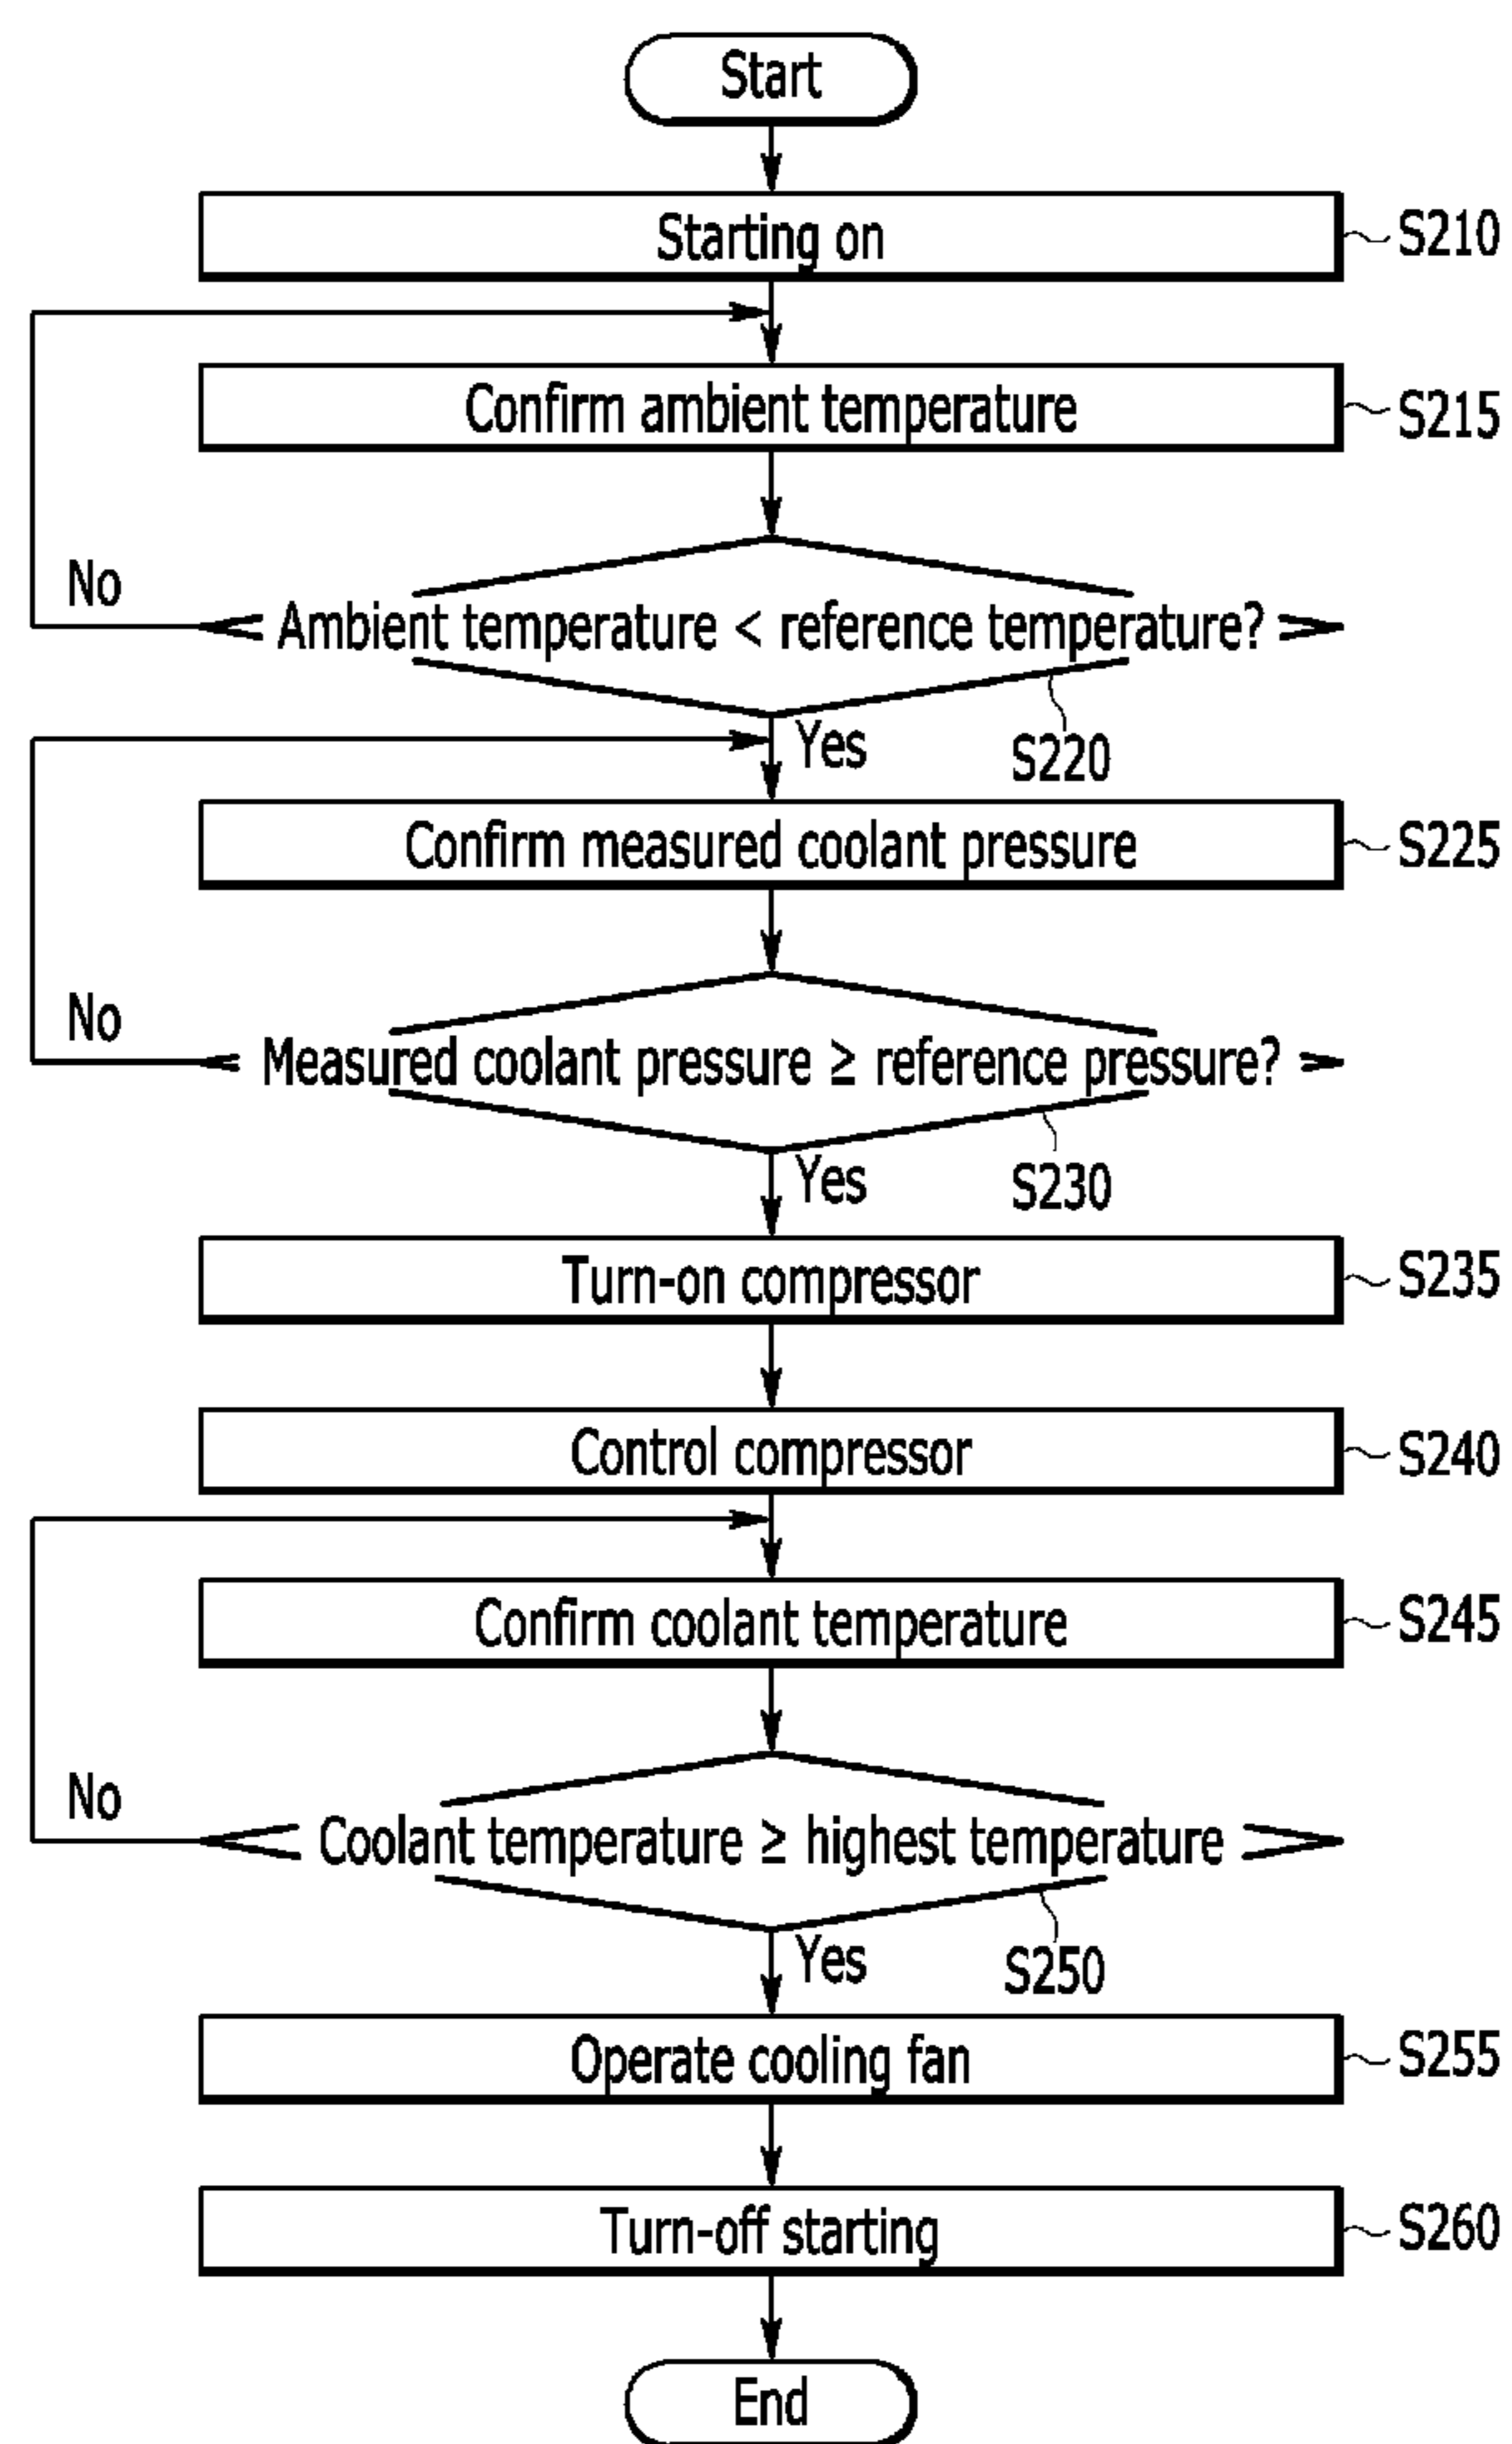 Start
Starting on
S210
Confirm ambient temperature
S215
No
Ambient temperature < reference temperature?
Yes
S220
Confirm measured coolant pressure
S225
No
Measured coolant pressure ≥ reference pressure?
Yes
S230
Turn-on compressor
S235
Control compressor
S240
Confirm coolant temperature
S245
No
Coolant temperature ≥ highest temperature
Yes
S250
Operate cooling fan
S255
Turn-off starting
S260
End